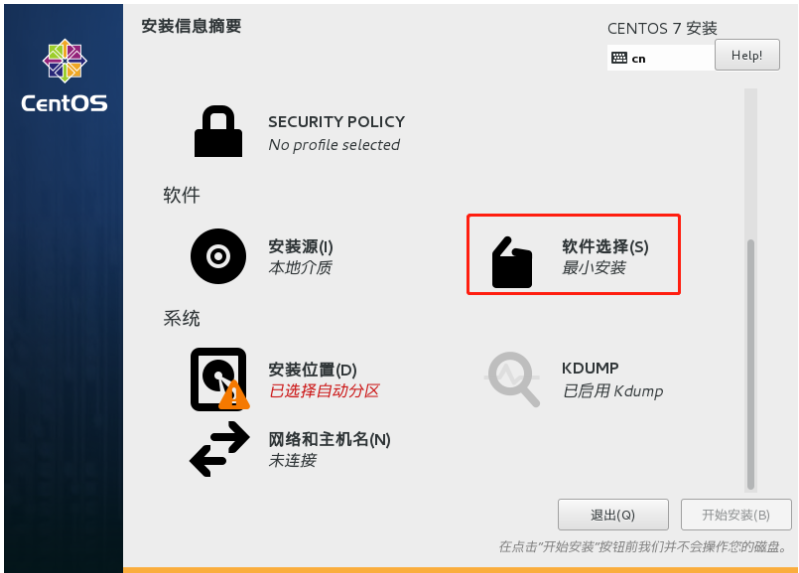 安装信息摘要
CENTOS 7 安装
cn
Help!
CentOS
SECURITY POLICY
No profile selected
软件
安装源(I)
本地介质
软件选择(S)
最小安装
系统
安装位置(D)
已选择自动分区
KDUMP
已启用 Kdump
网络和主机名(N)
未连接
退出(Q)
开始安装(B)
在点击"开始安装"按钮前我们并不会操作您的磁盘。